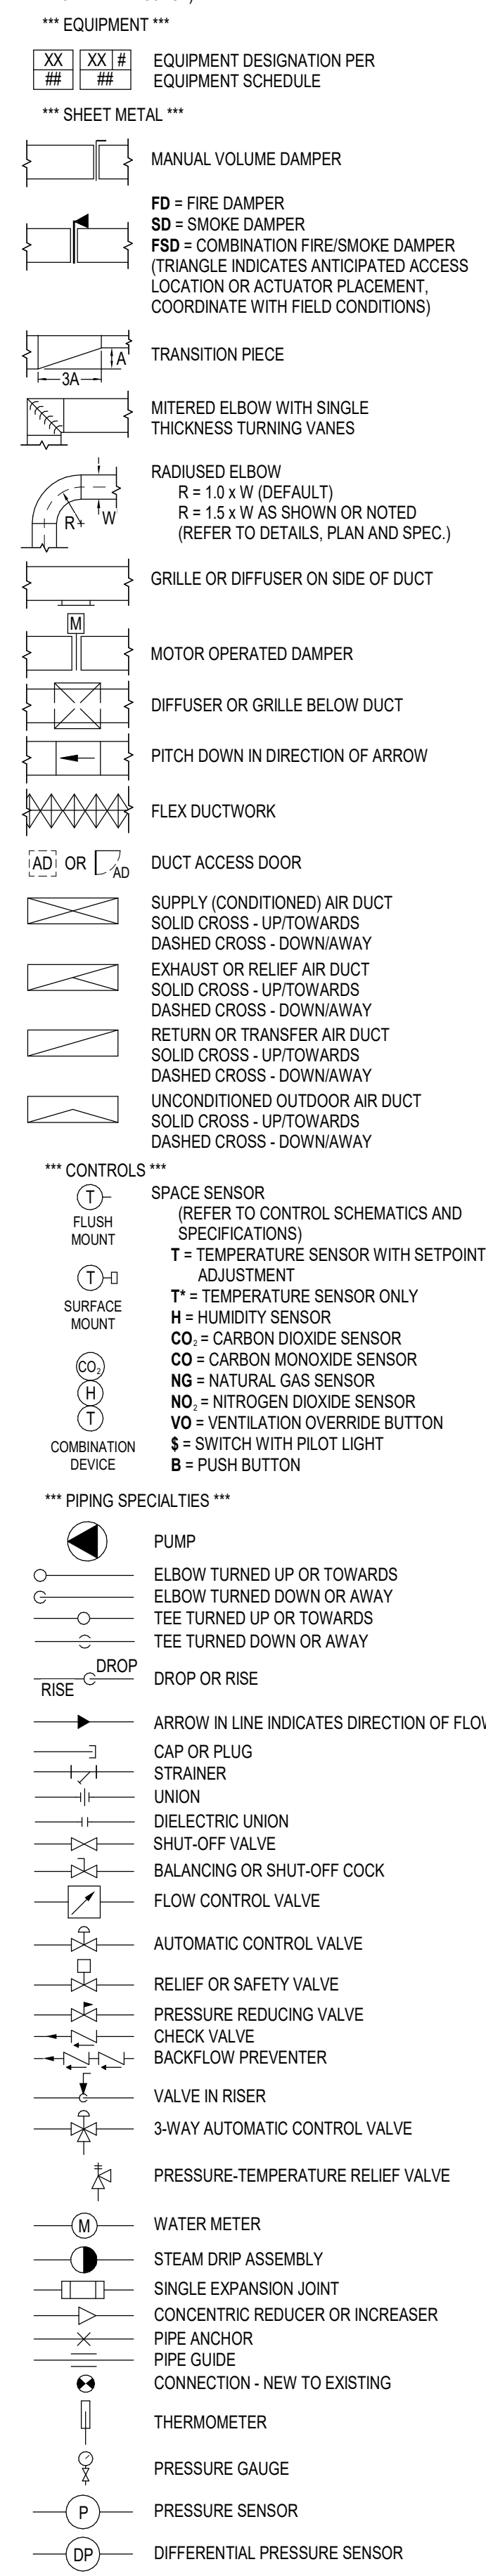 *** EQUIPMENT ***
XX XX # EQUIPMENT DESIGNATION PER
## ## EQUIPMENT SCHEDULE
*** SHEET METAL ***
MANUAL VOLUME DAMPER
FD = FIRE DAMPER
SD = SMOKE DAMPER
FSD = COMBINATION FIRE/SMOKE DAMPER
(TRIANGLE INDICATES ANTICIPATED ACCESS
LOCATION OR ACTUATOR PLACEMENT,
COORDINATE WITH FIELD CONDITIONS)
A TRANSITION PIECE
3A
MITERED ELBOW WITH SINGLE
THICKNESS TURNING VANES
RADIUSED ELBOW
R = 1.0 x W (DEFAULT)
R W R = 1.5 x W AS SHOWN OR NOTED
(REFER TO DETAILS, PLAN AND SPEC.)
GRILLE OR DIFFUSER ON SIDE OF DUCT
M
MOTOR OPERATED DAMPER
DIFFUSER OR GRILLE BELOW DUCT
PITCH DOWN IN DIRECTION OF ARROW
FLEX DUCTWORK
AD OR AD DUCT ACCESS DOOR
SUPPLY (CONDITIONED) AIR DUCT
SOLID CROSS - UP/TOWARDS
DASHED CROSS - DOWN/AWAY
EXHAUST OR RELIEF AIR DUCT
SOLID CROSS - UP/TOWARDS
DASHED CROSS - DOWN/AWAY
RETURN OR TRANSFER AIR DUCT
SOLID CROSS - UP/TOWARDS
DASHED CROSS - DOWN/AWAY
UNCONDITIONED OUTDOOR AIR DUCT
SOLID CROSS - UP/TOWARDS
DASHED CROSS - DOWN/AWAY
*** CONTROLS ***
T
FLUSH
MOUNT
T
SURFACE
MOUNT
CO₂
H
T
COMBINATION
DEVICE
SPACE SENSOR
(REFER TO CONTROL SCHEMATICS AND
SPECIFICATIONS)
T = TEMPERATURE SENSOR WITH SETPOINT
ADJUSTMENT
T* = TEMPERATURE SENSOR ONLY
H = HUMIDITY SENSOR
CO₂ = CARBON DIOXIDE SENSOR
CO = CARBON MONOXIDE SENSOR
NG = NATURAL GAS SENSOR
NO₂ = NITROGEN DIOXIDE SENSOR
VO = VENTILATION OVERRIDE BUTTON
$ = SWITCH WITH PILOT LIGHT
B = PUSH BUTTON
*** PIPING SPECIALTIES ***
PUMP
ELBOW TURNED UP OR TOWARDS
ELBOW TURNED DOWN OR AWAY
TEE TURNED UP OR TOWARDS
TEE TURNED DOWN OR AWAY
RISE DROP DROP OR RISE
ARROW IN LINE INDICATES DIRECTION OF FLOW
CAP OR PLUG
STRAINER
UNION
DIELECTRIC UNION
SHUT-OFF VALVE
BALANCING OR SHUT-OFF COCK
FLOW CONTROL VALVE
AUTOMATIC CONTROL VALVE
RELIEF OR SAFETY VALVE
PRESSURE REDUCING VALVE
CHECK VALVE
BACKFLOW PREVENTER
VALVE IN RISER
3-WAY AUTOMATIC CONTROL VALVE
PRESSURE-TEMPERATURE RELIEF VALVE
M WATER METER
STEAM DRIP ASSEMBLY
SINGLE EXPANSION JOINT
CONCENTRIC REDUCER OR INCREASER
PIPE ANCHOR
PIPE GUIDE
CONNECTION - NEW TO EXISTING
THERMOMETER
PRESSURE GAUGE
P PRESSURE SENSOR
DP DIFFERENTIAL PRESSURE SENSOR